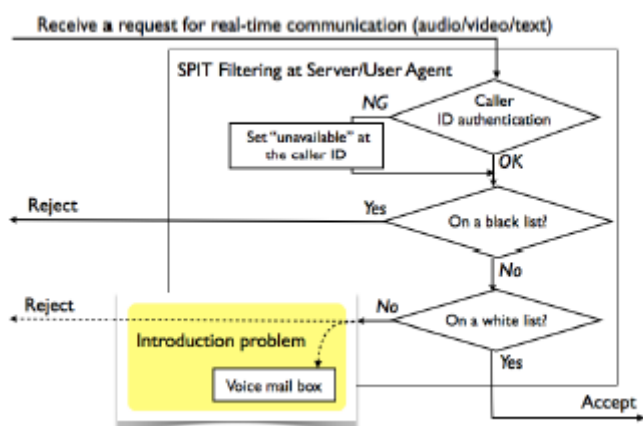 Receive a request for real-time communication (audio/video/text)
SPIT Filtering at Server/User Agent
NG
Caller
ID authentication
Set "unavailable" at
the caller ID
OK
Reject
Yes
On a black list?
No
Reject
No
On a white list?
Introduction problem
Yes
Voice mail box
Accept